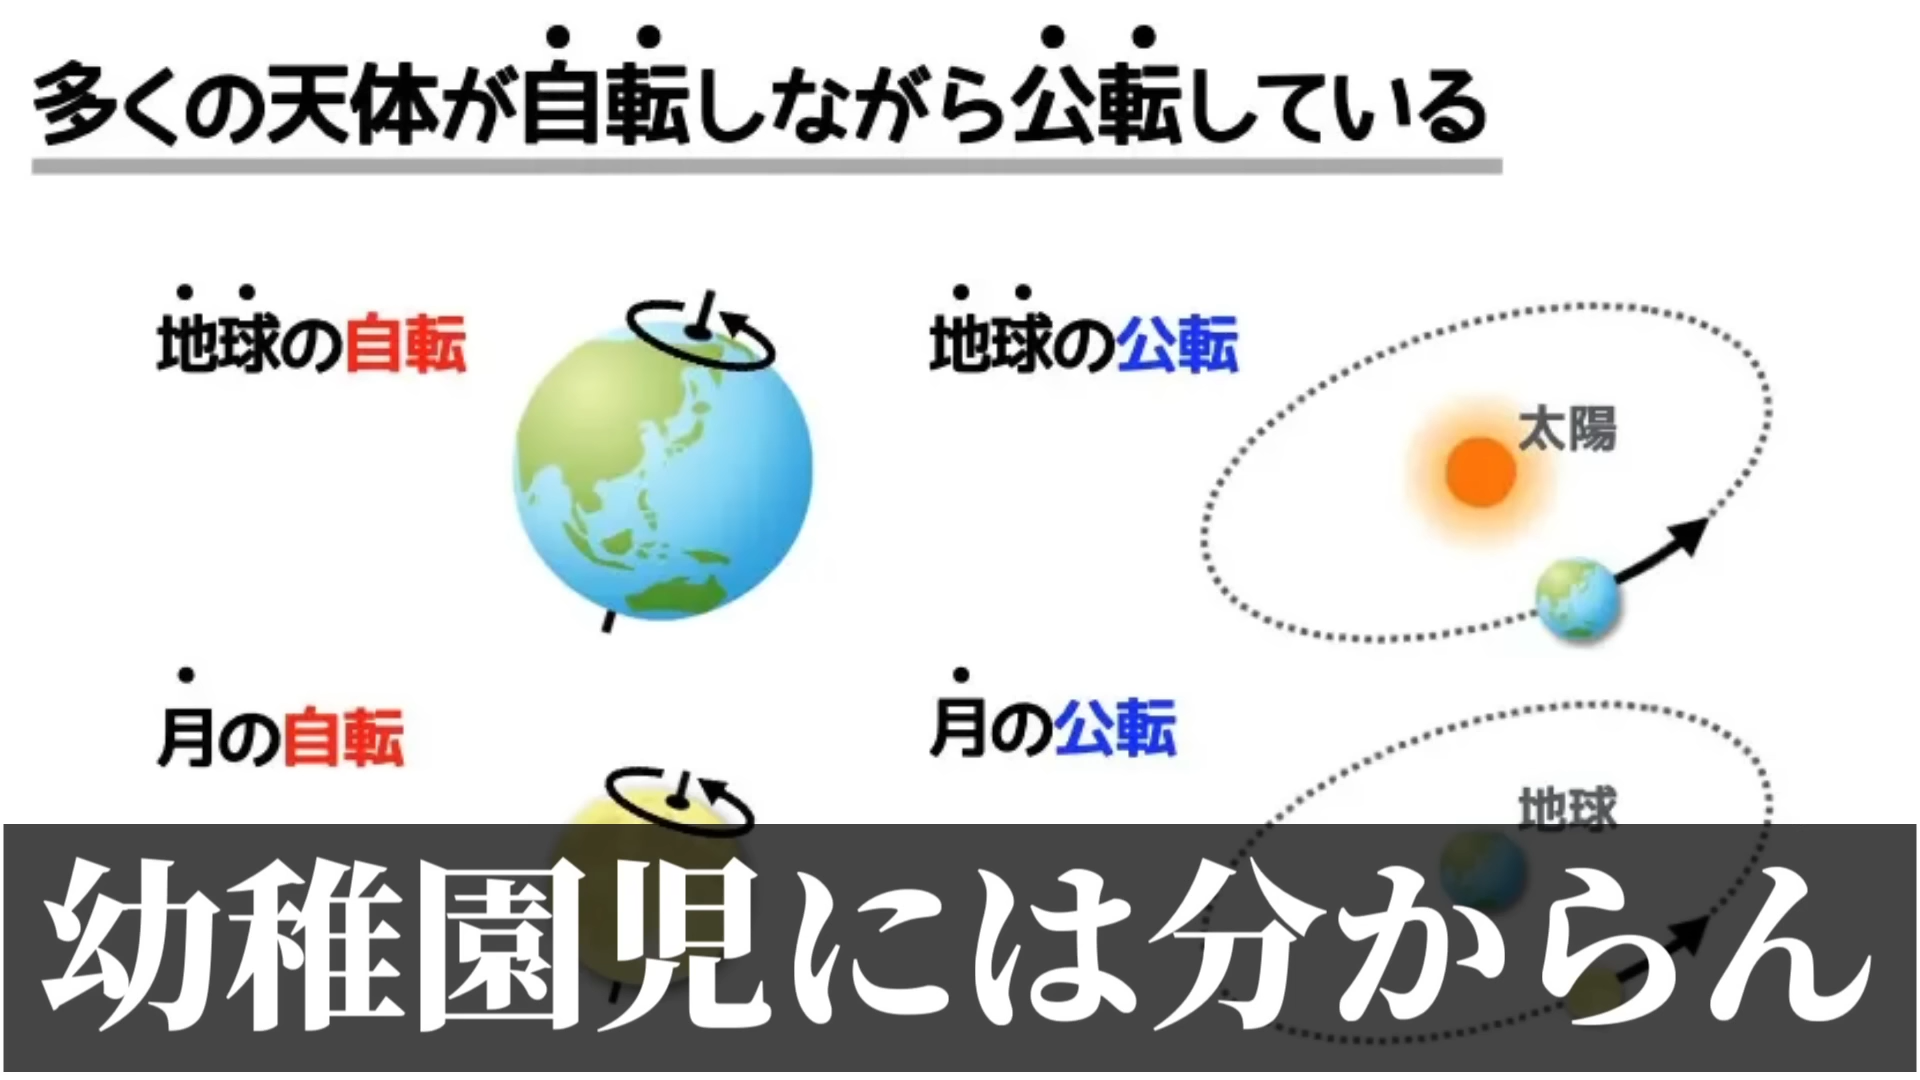 多くの天体が自転しながら公転している
地球の自転
地球の公転
太陽
月の自転
月の公転
地球
幼稚園児には分からん